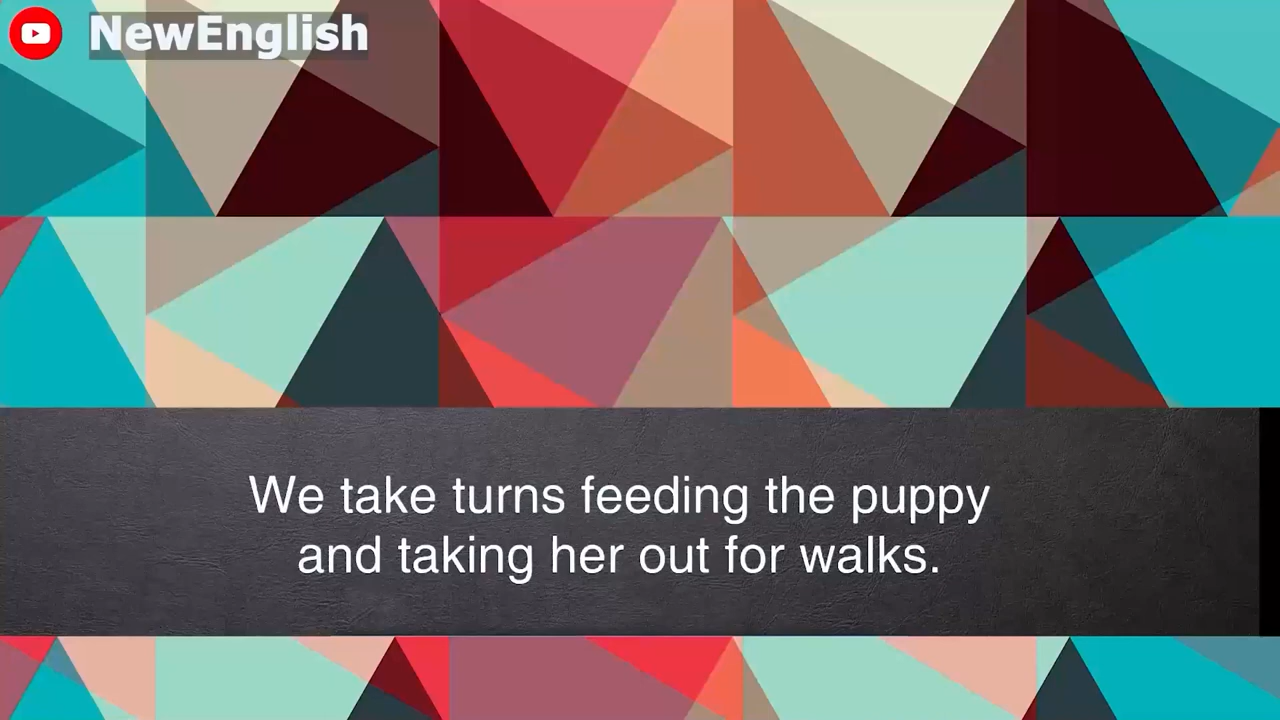 NewEnglish
We take turns feeding the puppy
and taking her out for walks.